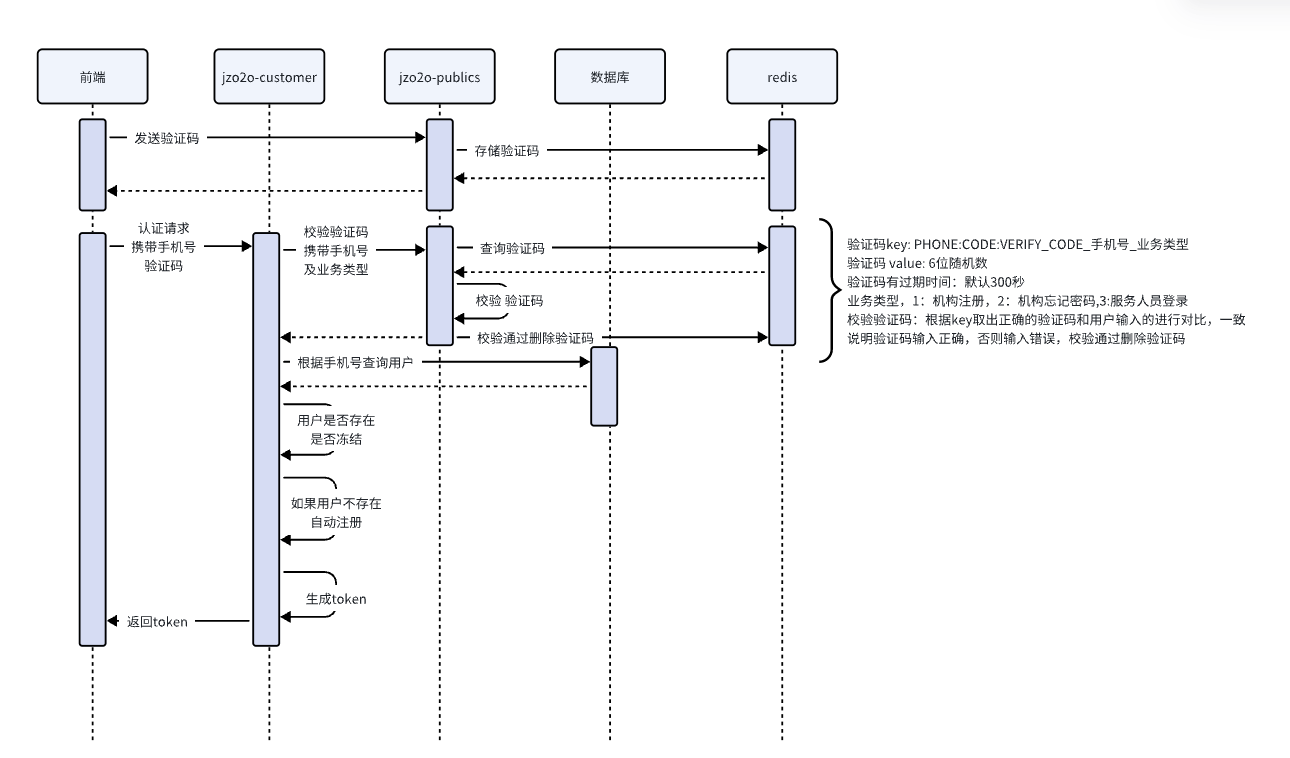 前端
jzo2o-customer
jzo2o-publics
数据库
redis
发送验证码
存储验证码
认证请求
携带手机号
验证码
校验验证码
携带手机号
及业务类型
查询验证码
校验 验证码
校验通过删除验证码
根据手机号查询用户
用户是否存在
是否冻结
如果用户不存在
自动注册
生成token
返回token
验证码key: PHONE:CODE:VERIFY_CODE_手机号_业务类型
验证码 value: 6位随机数
验证码有过期时间：默认300秒
业务类型，1：机构注册，2：机构忘记密码,3:服务人员登录
校验验证码：根据key取出正确的验证码和用户输入的进行对比，一致
说明验证码输入正确，否则输入错误，校验通过删除验证码